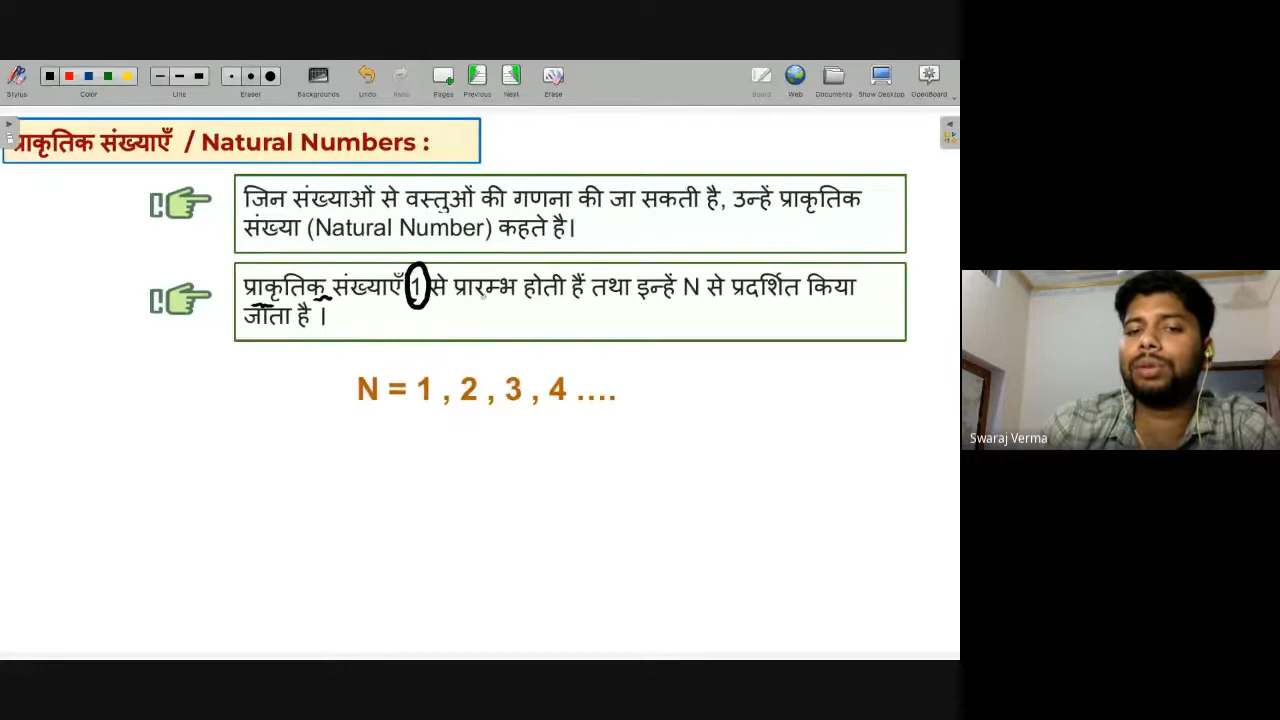 Stylus
Color
Line
Eraser
Backgrounds
Undo
Redo
Pages
Previous
Next
Erase
Board
Web
Documents
Show Desktop
OpenBoard
प्राकृतिक संख्याएँ / Natural Numbers :
जिन संख्याओं से वस्तुओं की गणना की जा सकती है, उन्हें प्राकृतिक
संख्या (Natural Number) कहते है।
प्राकृतिक संख्याएँ 1 से प्रारम्भ होती हैं तथा इन्हें N से प्रदर्शित किया
जाता है ।
N = 1 , 2 , 3 , 4 ....
Swaraj Verma